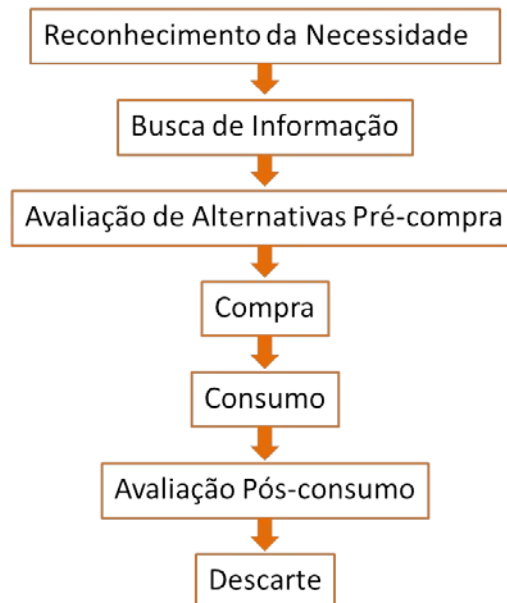 Reconhecimento da Necessidade
Busca de Informação
Avaliação de Alternativas Pré-compra
Compra
Consumo
Avaliação Pós-consumo
Descarte